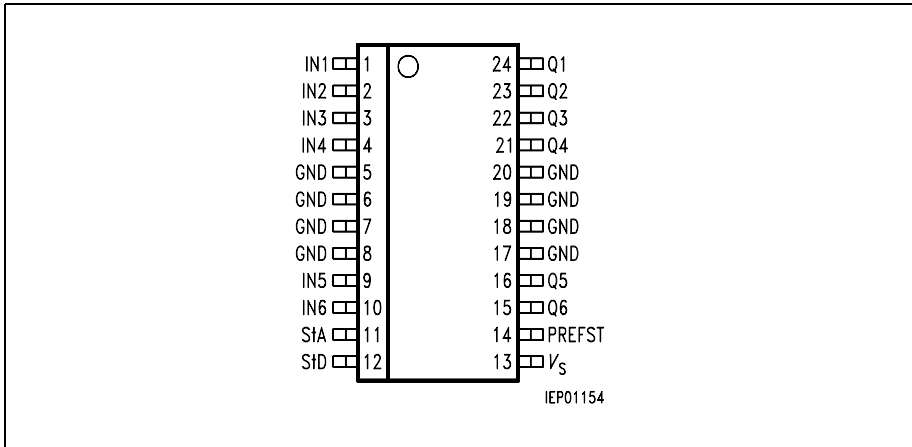 IN1 1 24 Q1
IN2 2 23 Q2
IN3 3 22 Q3
IN4 4 21 Q4
GND 5 20 GND
GND 6 19 GND
GND 7 18 GND
GND 8 17 GND
IN5 9 16 Q5
IN6 10 15 Q6
StA 11 14 PREFST
StD 12 13 VS
IEP01154